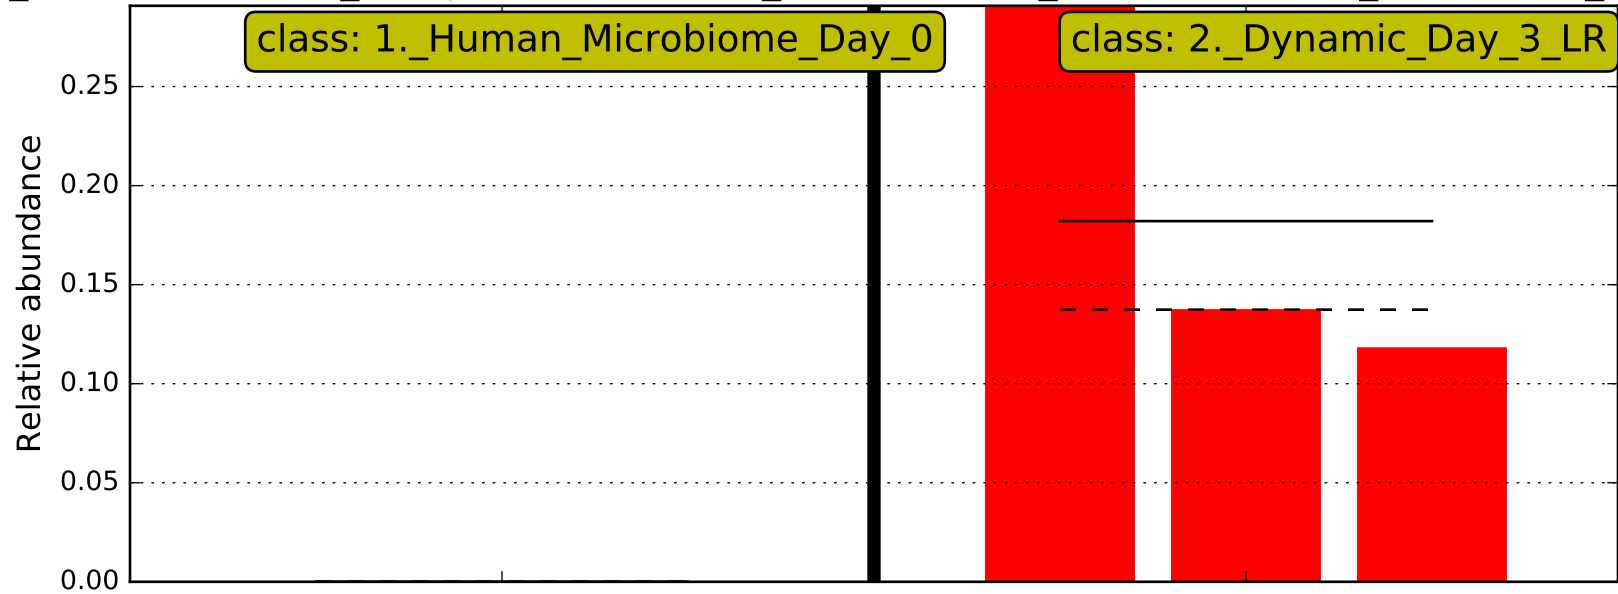 class: 1._Human_Microbiome_Day_0
class: 2._Dynamic_Day_3_LR
Relative abundance
0.25
0.20
0.15
0.10
0.05
0.00